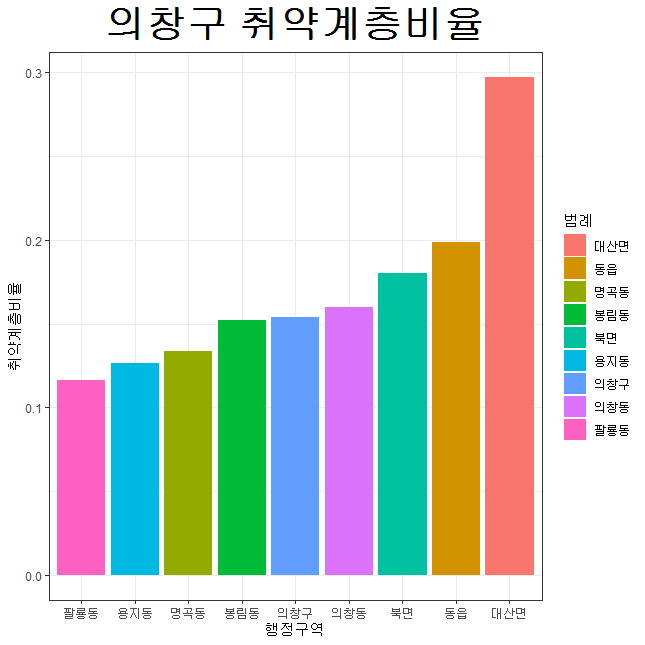 의창구 취약계층비율
취약계층비율
0.3
0.2
0.1
0.0
팔룡동 용지동 명곡동 봉림동 의창구 의창동 북면 동읍 대산면
행정구역
범례
대산면
동읍
명곡동
봉림동
북면
용지동
의창구
의창동
팔룡동